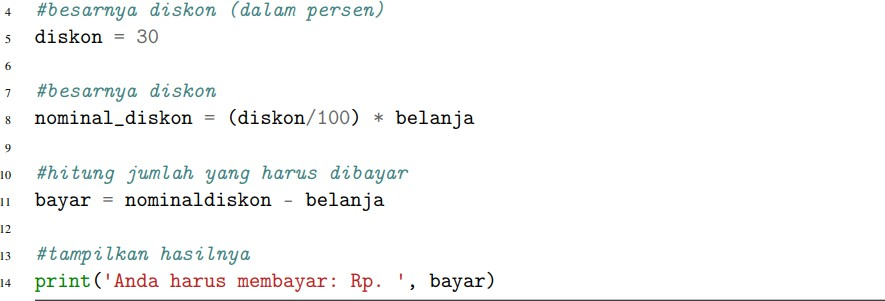 4 #besarnya diskon (dalam persen)
5 diskon = 30
6
7 #besarnya diskon
8 nominal_diskon = (diskon/100) * belanja
9
10 #hitung jumlah yang harus dibayar
11 bayar = nominaldiskon - belanja
12
13 #tampilkan hasilnya
14 print('Anda harus membayar: Rp. ', bayar)